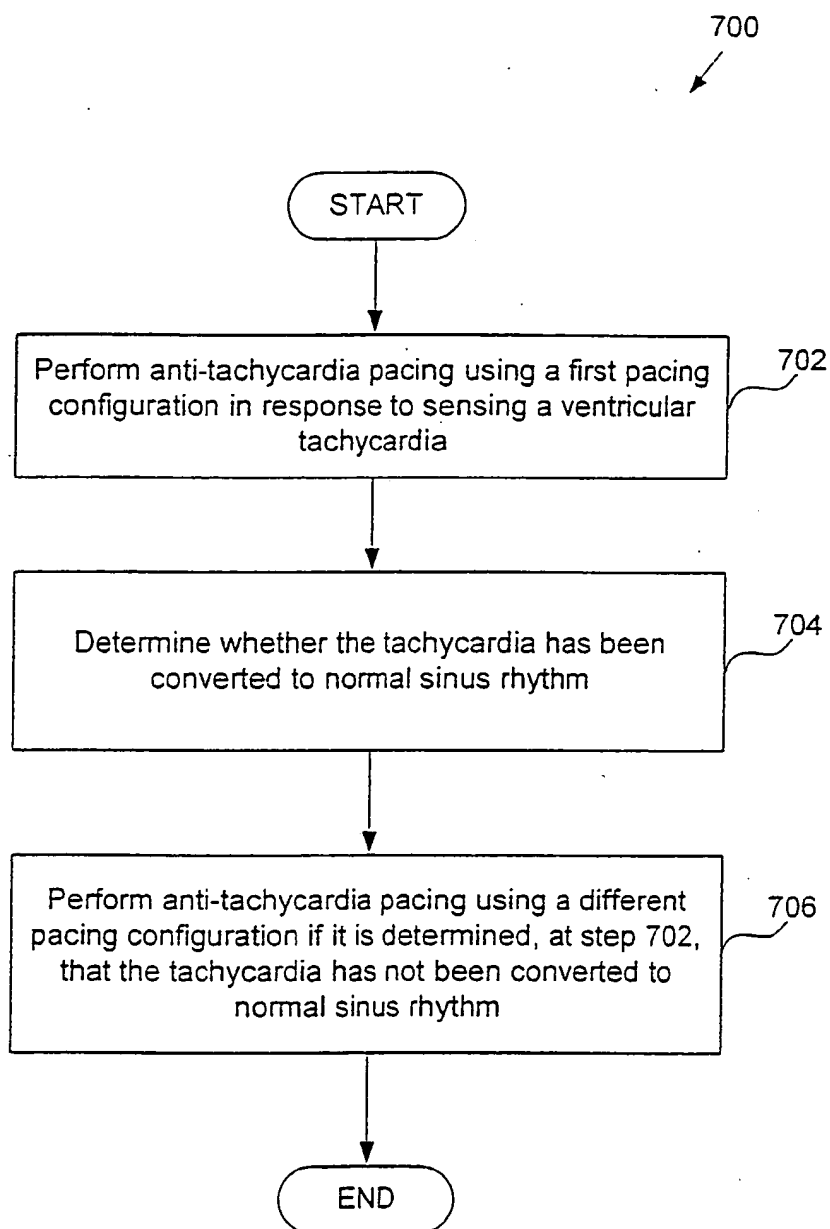 700
START
Perform anti-tachycardia pacing using a first pacing
configuration in response to sensing a ventricular
tachycardia
702
Determine whether the tachycardia has been
converted to normal sinus rhythm
704
Perform anti-tachycardia pacing using a different
pacing configuration if it is determined, at step 702,
that the tachycardia has not been converted to
normal sinus rhythm
706
END